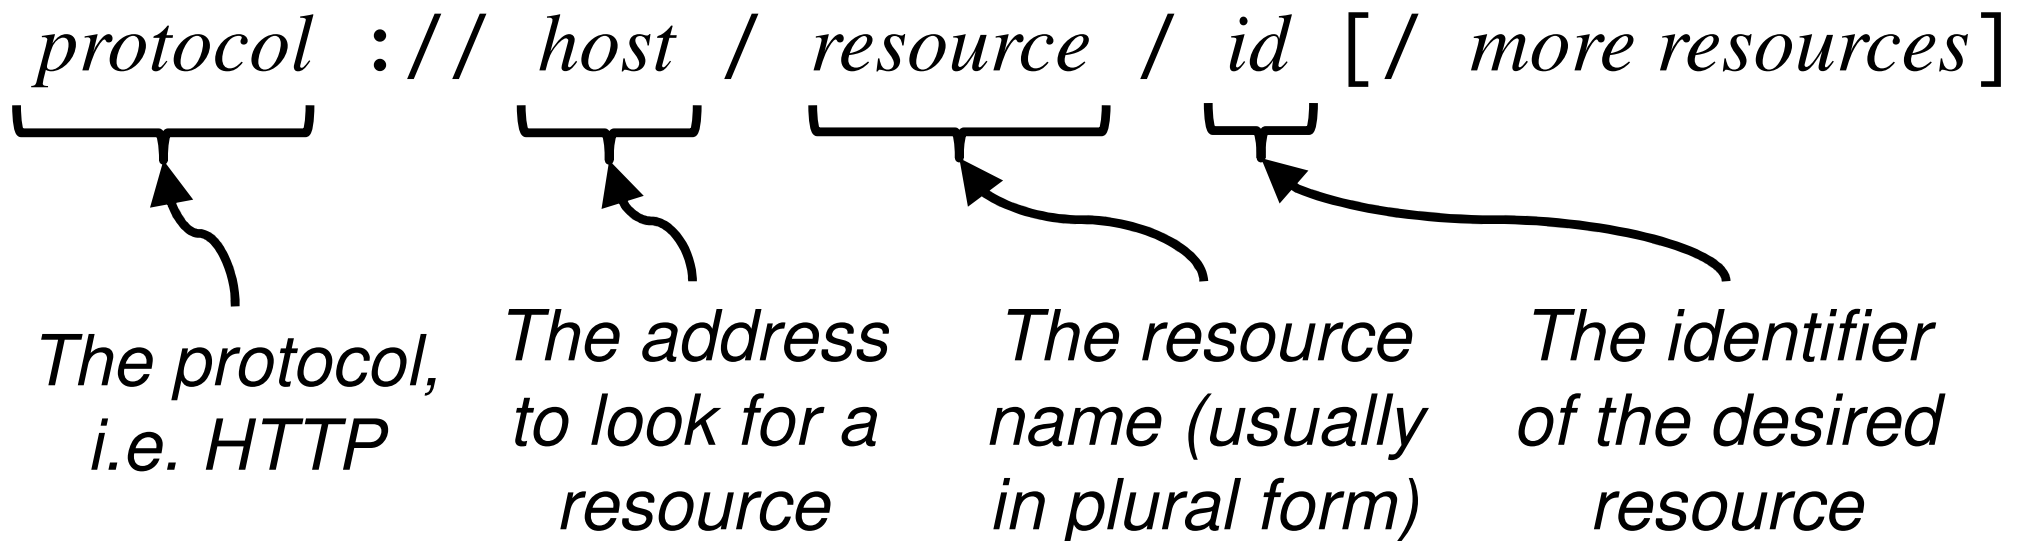 protocol :// host / resource / id [/ more resources]
The protocol,
i.e. HTTP
The address
to look for a
resource
The resource
name (usually
in plural form)
The identifier
of the desired
resource